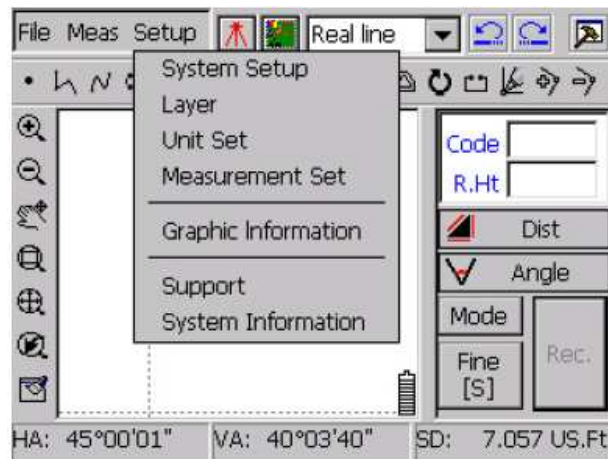 File Meas Setup Real line
System Setup
Layer
Unit Set
Measurement Set
Graphic Information
Support
System Information
Code
R.Ht
Dist
Angle
Mode
Fine [S]
Rec.
HA: 45°00'01" VA: 40°03'40" SD: 7.057 US.Ft